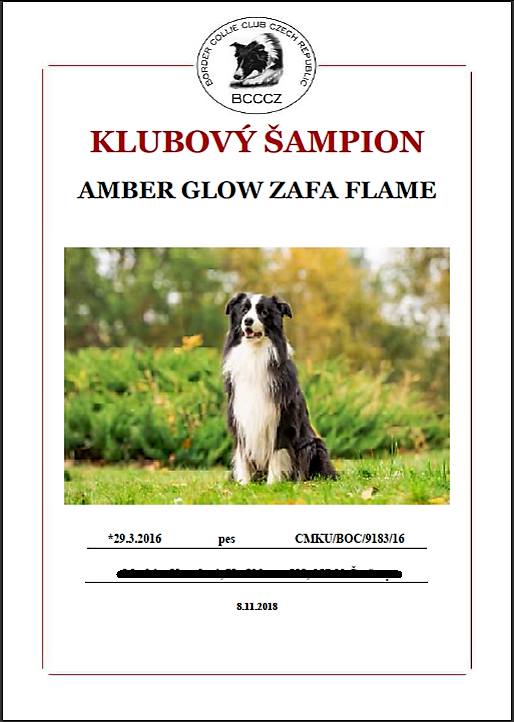 BORDER COLLIE CLUB CZECH REPUBLIC
BCCCZ
KLUBOVÝ ŠAMPION
AMBER GLOW ZAFA FLAME
*29.3.2016 pes CMKU/BOC/9183/16
8.11.2018